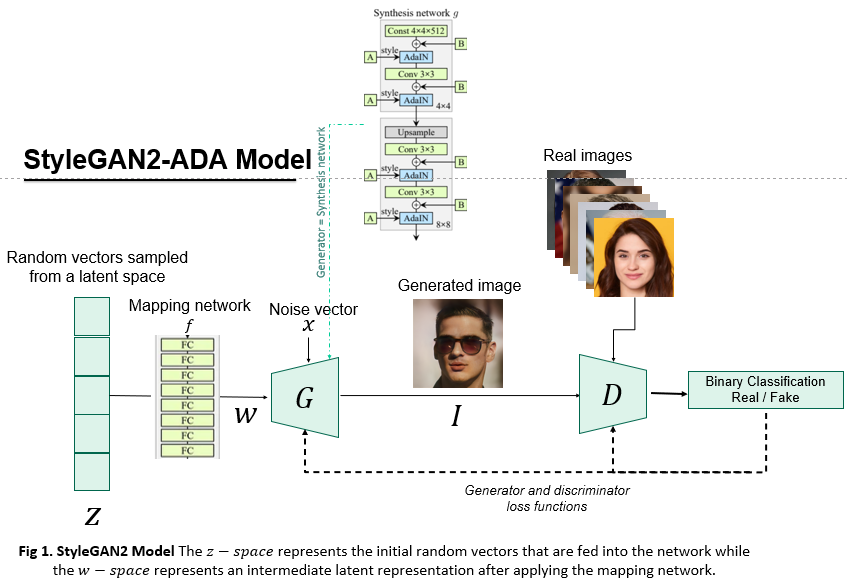 Synthesis network g
Const 4×4×512
B
style
A
AdaIN
Conv 3×3
B
style
A
AdaIN
4×4
Upsample
Conv 3×3
B
style
A
AdaIN
Conv 3×3
B
style
A
AdaIN
8×8
Generator = Synthesis network
StyleGAN2-ADA Model
Real images
Random vectors sampled
from a latent space
Mapping network
f
FC
FC
FC
FC
FC
FC
FC
FC
Z
w
Noise vector
x
G
Generated image
I
D
Binary Classification
Real / Fake
Generator and discriminator
loss functions
Fig 1. StyleGAN2 Model The z − space represents the initial random vectors that are fed into the network while
the w − space represents an intermediate latent representation after applying the mapping network.